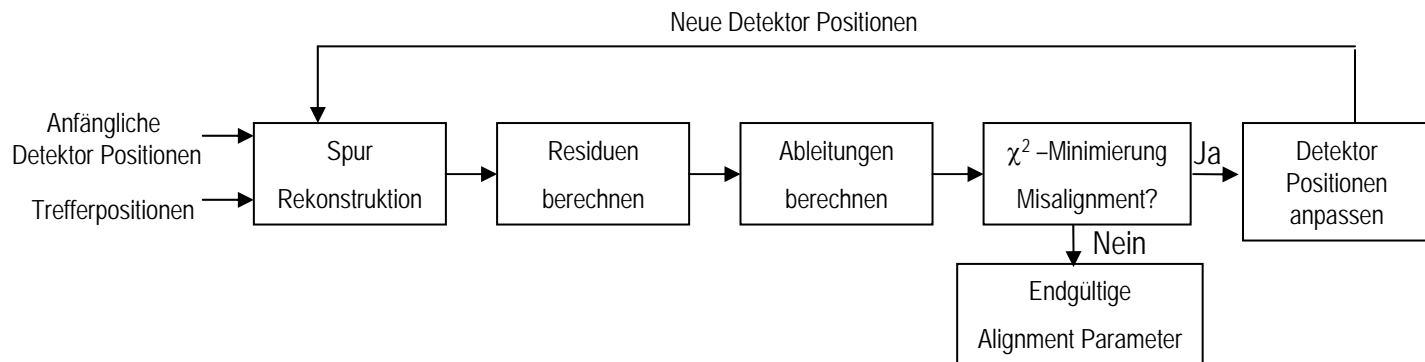 Neue Detektor Positionen
Anfängliche
Detektor Positionen
Trefferpositionen
Spur
Rekonstruktion
Residuen
berechnen
Ableitungen
berechnen
χ² –Minimierung
Misalignment?
Ja
Detektor
Positionen
anpassen
Nein
Endgültige
Alignment Parameter